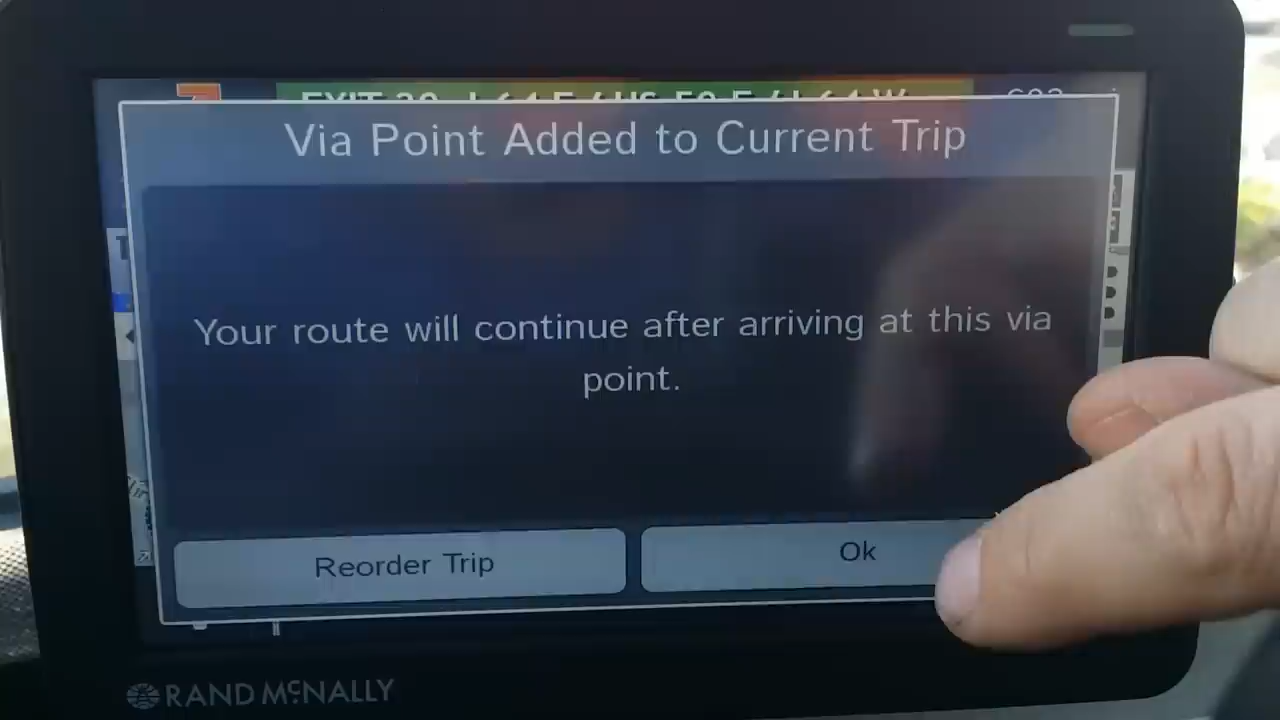 Via Point Added to Current Trip
Your route will continue after arriving at this via
point.
Reorder Trip
Ok
RAND MCNALLY